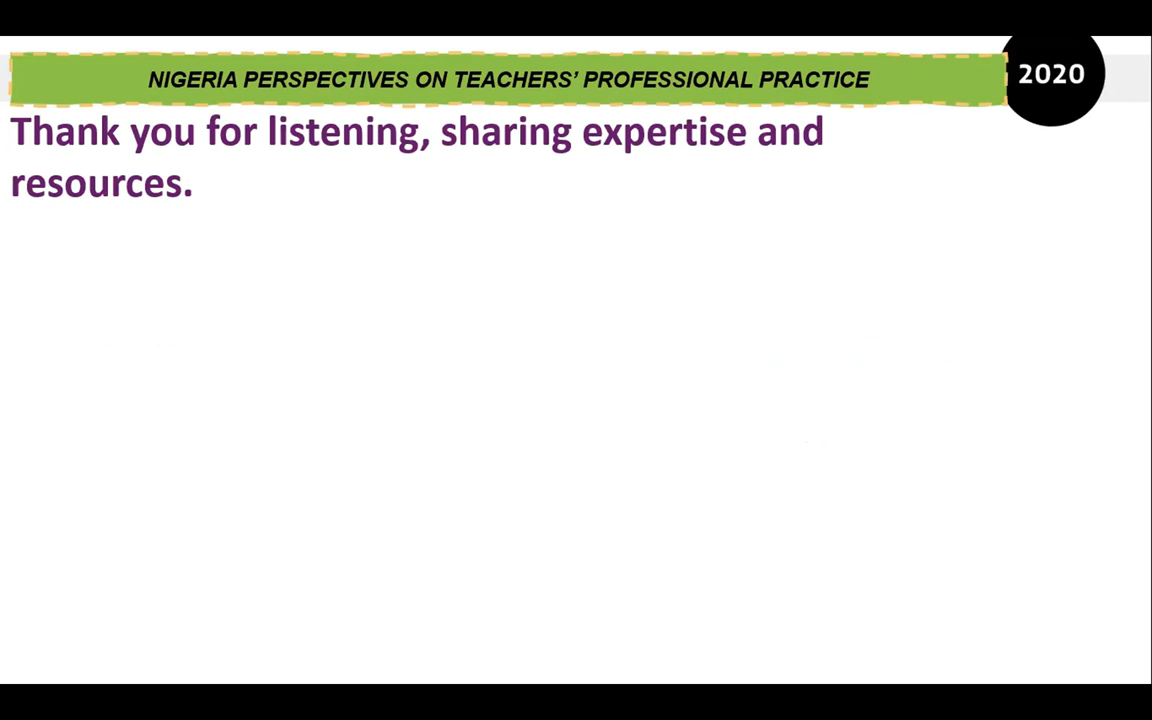 NIGERIA PERSPECTIVES ON TEACHERS’ PROFESSIONAL PRACTICE
2020
Thank you for listening, sharing expertise and
resources.